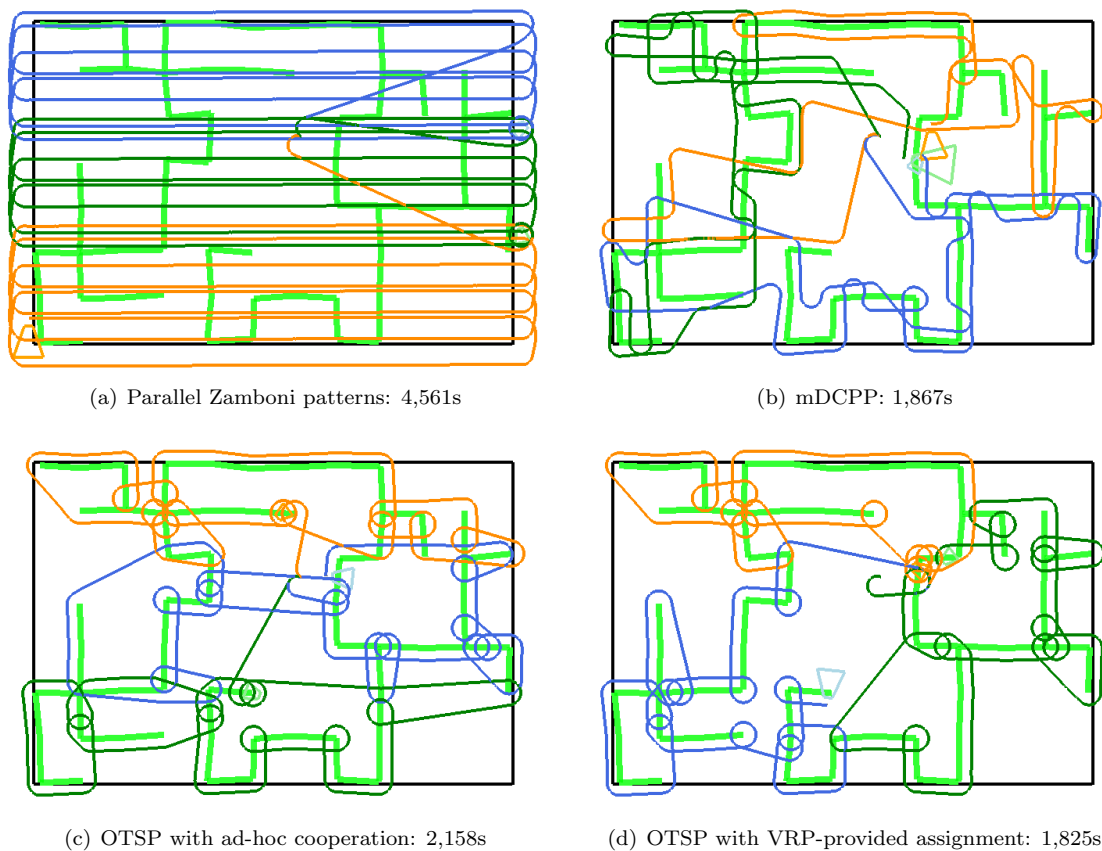 (a) Parallel Zamboni patterns: 4,561s
(b) mDCPP: 1,867s
(c) OTSP with ad-hoc cooperation: 2,158s
(d) OTSP with VRP-provided assignment: 1,825s